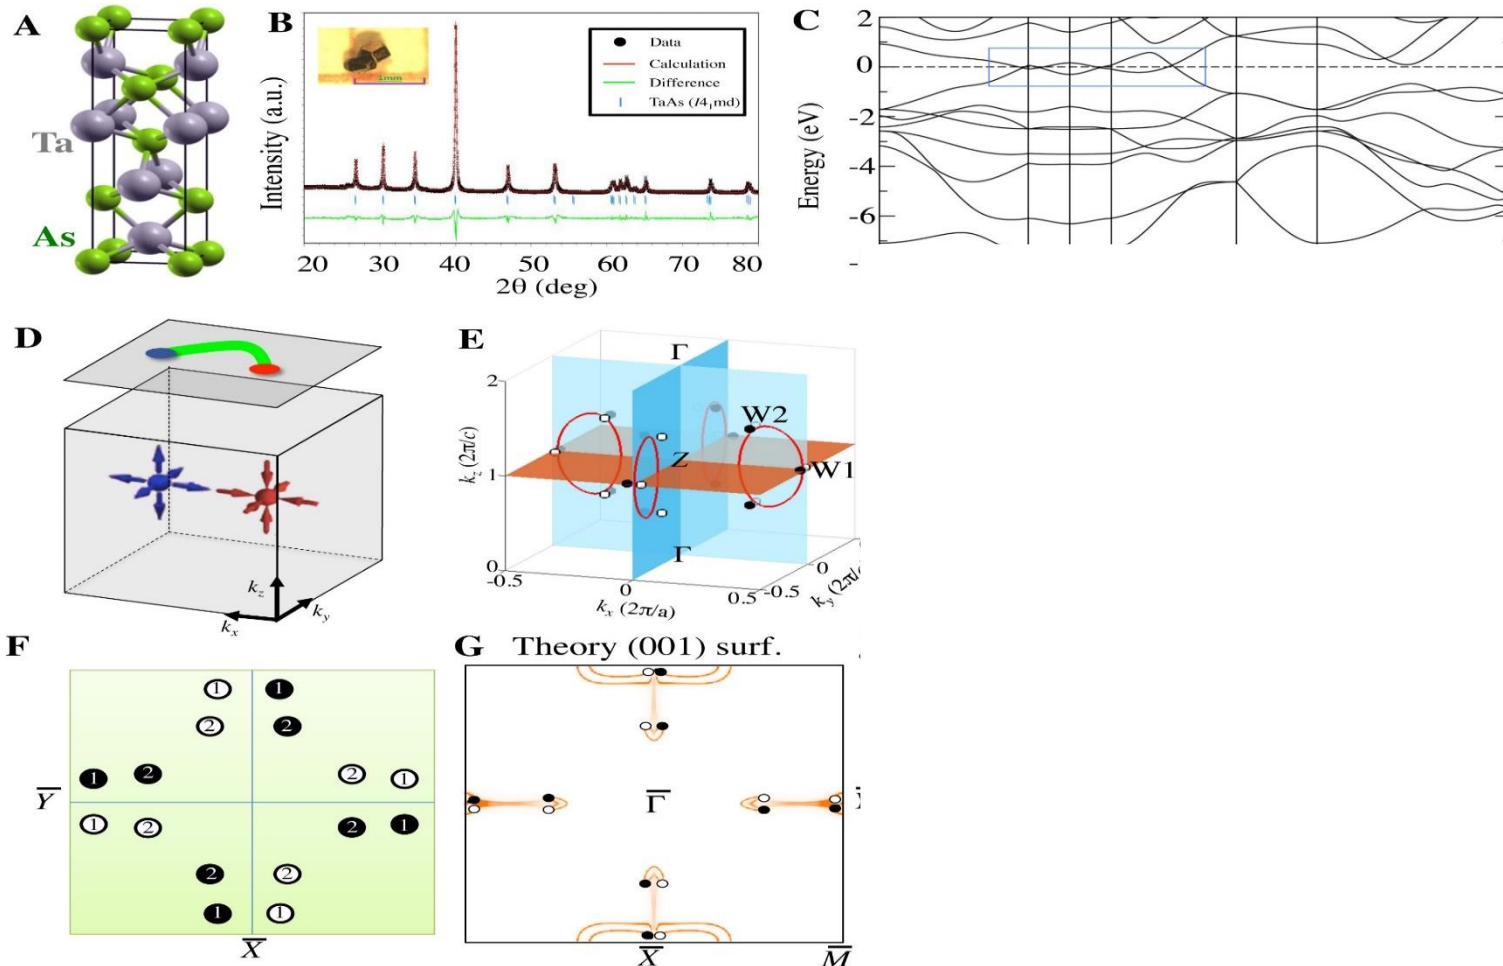 A
Ta
As
B
Intensity (a.u.)
1mm
Data
Calculation
Difference
TaAs (I4₁md)
20 30 40 50 60 70 80
2θ (deg)
C
Energy (eV)
2
0
-2
-4
-6
D
k_z
k_x
k_y
E
k_z (2π/c)
2
1
0
Γ
W2
Z
W1
Γ
-0.5
0
0.5
-0.5
0
k_x (2π/a)
k_y (2π/
F
1 1
2 2
1 2 2 1
Y
1 2 2 1
2 2
1 1
X
G Theory (001) surf.
Γ
X
M